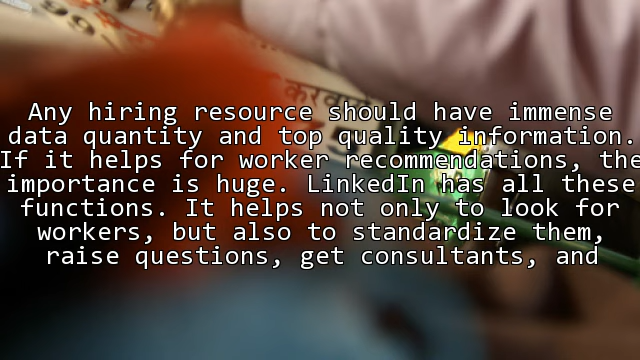 करवा
Any hiring resource should have immense
data quantity and top quality information.
If it helps for worker recommendations, the
importance is huge. LinkedIn has all these
functions. It helps not only to look for
workers, but also to standardize them,
raise questions, get consultants, and